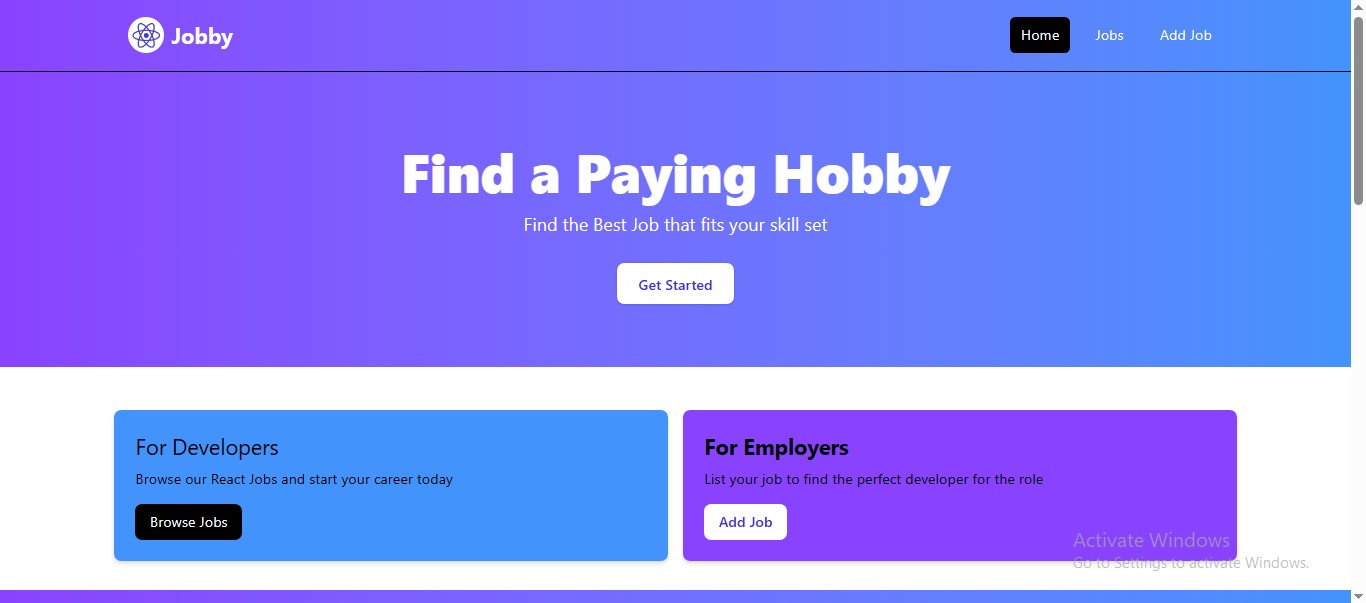 Jobby
Home Jobs Add Job
Find a Paying Hobby
Find the Best Job that fits your skill set
Get Started
For Developers
Browse our React Jobs and start your career today
Browse Jobs
For Employers
List your job to find the perfect developer for the role
Add Job
Activate Windows
Go to Settings to activate Windows.